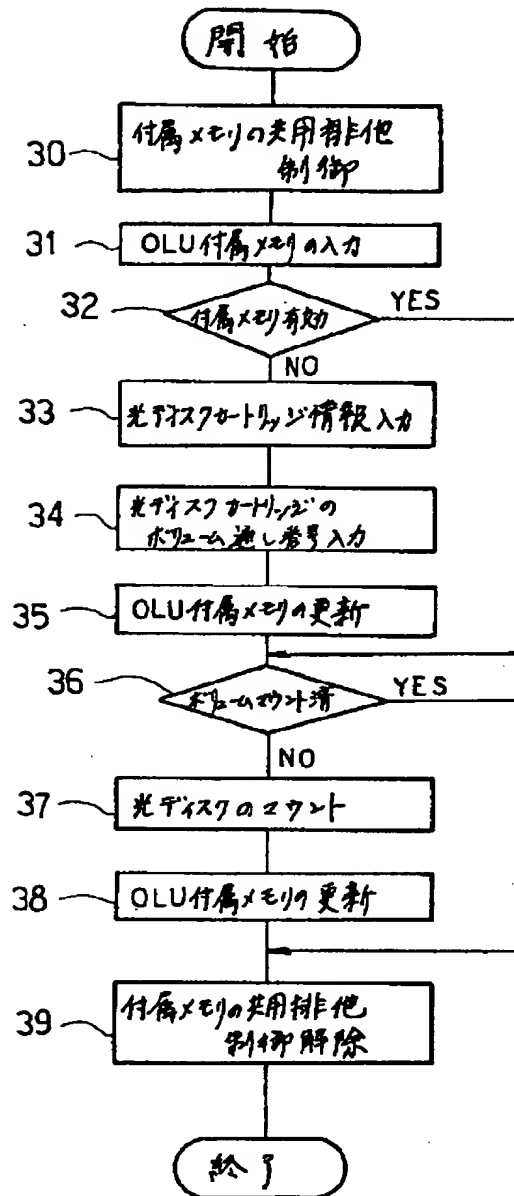 開始
30
付属メモリの共用排他
制御
31
OLU付属メモリの入力
32
付属メモリ有効
YES
NO
33
光ディスクカートリッジ情報入力
34
光ディスクカートリッジの
ボリューム通し番号入力
35
OLU付属メモリの更新
36
ボリュームマウント済
YES
NO
37
光ディスクのマウント
38
OLU付属メモリの更新
39
付属メモリの共用排他
制御解除
終了